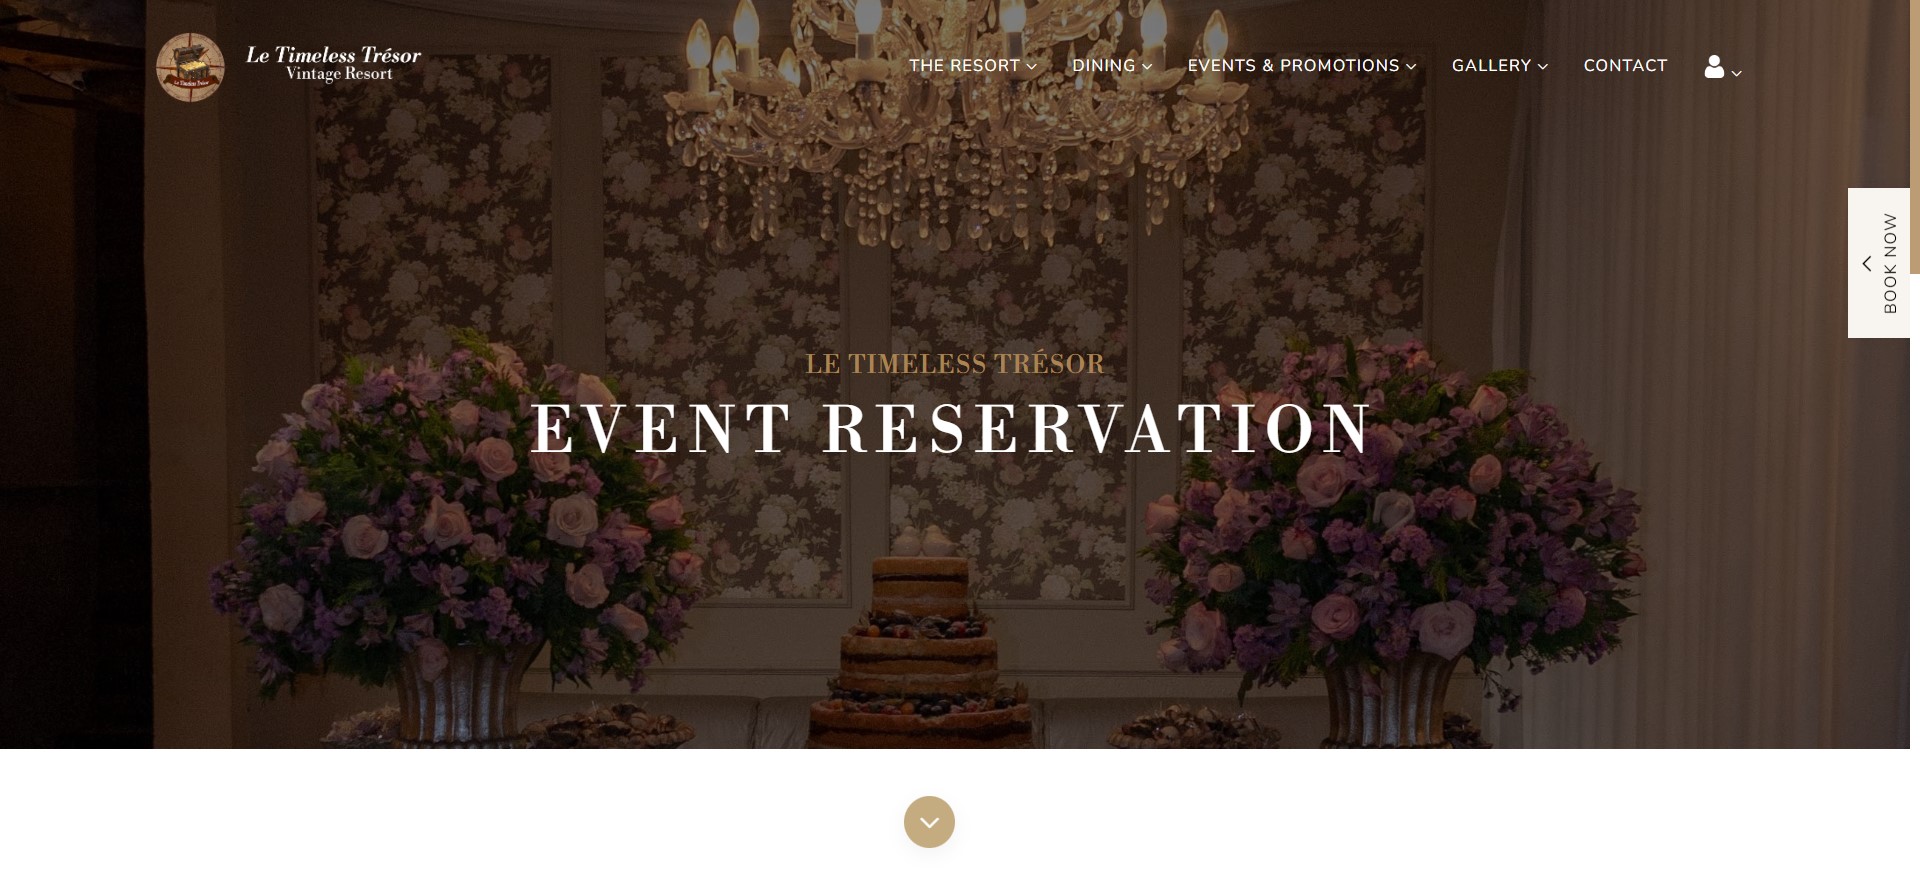 Le Timeless Trésor
Vintage Resort
THE RESORT
DINING
EVENTS & PROMOTIONS
GALLERY
CONTACT
BOOK NOW
LE TIMELESS TRÉSOR
EVENT RESERVATION